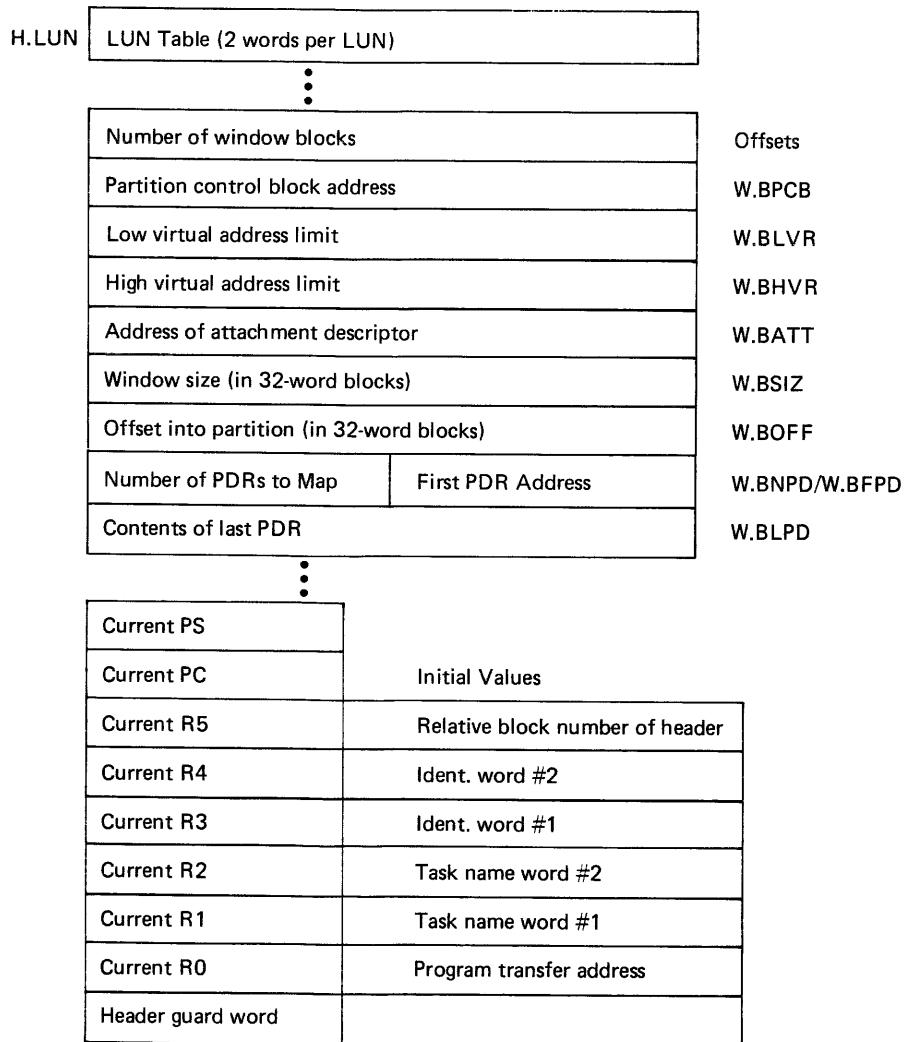 H.LUN LUN Table (2 words per LUN)
Number of window blocks Offsets
Partition control block address W.BPCB
Low virtual address limit W.BLVR
High virtual address limit W.BHVR
Address of attachment descriptor W.BATT
Window size (in 32-word blocks) W.BSIZ
Offset into partition (in 32-word blocks) W.BOFF
Number of PDRs to Map First PDR Address W.BNPD/W.BFPD
Contents of last PDR W.BLPD
Current PS
Current PC Initial Values
Current R5 Relative block number of header
Current R4 Ident. word #2
Current R3 Ident. word #1
Current R2 Task name word #2
Current R1 Task name word #1
Current R0 Program transfer address
Header guard word